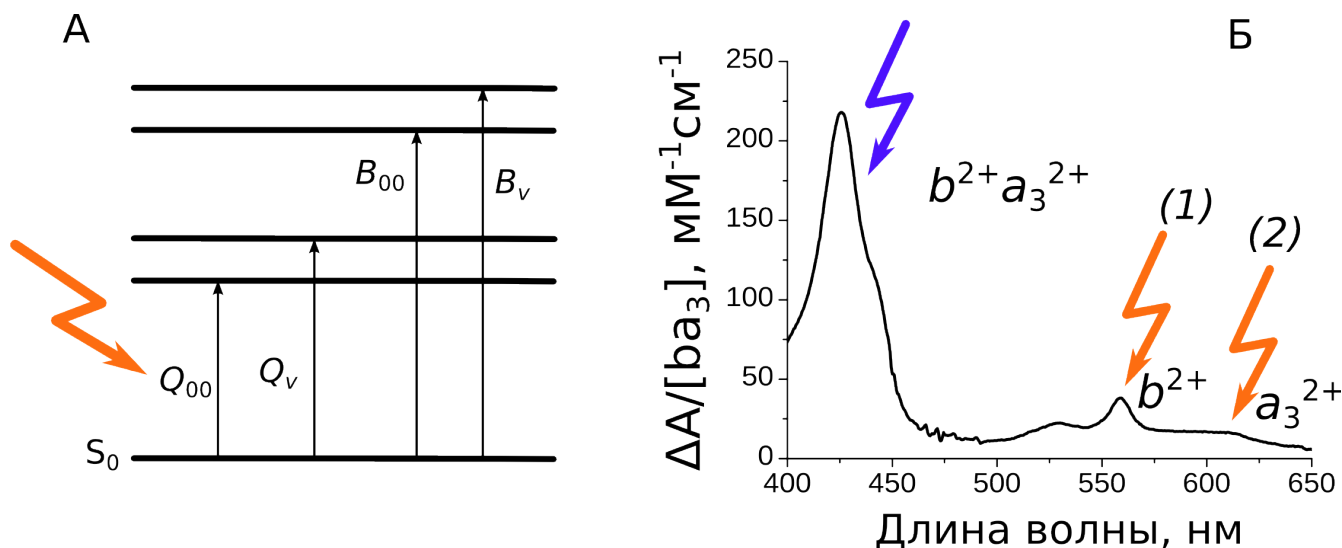 А
B₀₀
Bᵥ
Q₀₀
Qᵥ
S₀
Б
ΔA/[ba₃], мМ⁻¹см⁻¹
250
200
150
100
50
0
b²⁺a₃²⁺
(1)
(2)
b²⁺
a₃²⁺
400 450 500 550 600 650
Длина волны, нм